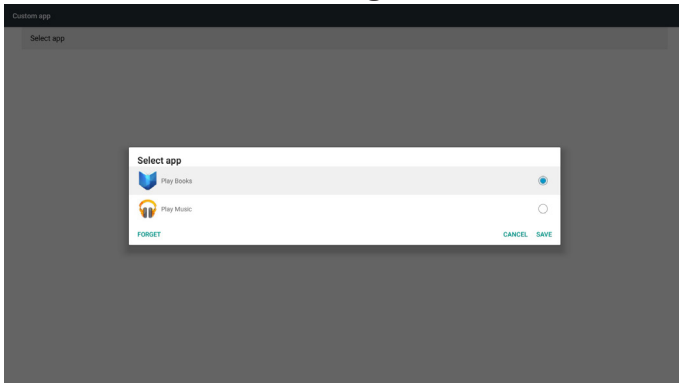 Custom app
Select app
Select app
Play Books
Play Music
FORGET
CANCEL SAVE